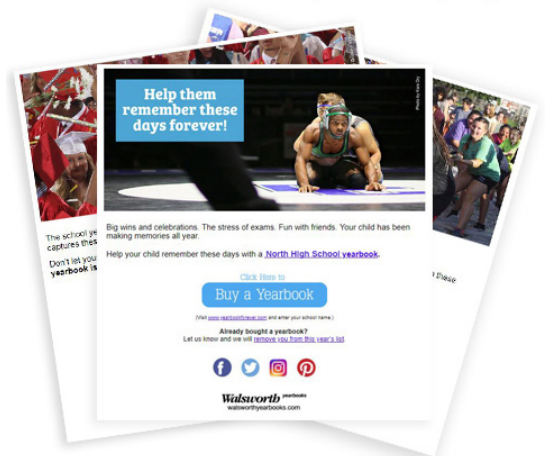 Help them
remember these
days forever!
Big wins and celebrations. The stress of exams. Fun with friends. Your child has been
making memories all year.
Help your child remember these days with a North High School yearbook.
Click Here to
Buy a Yearbook
(Visit www.yearbookforever.com and enter your school name.)
Already bought a yearbook?
Let us know and we will remove you from this year's list.
Walsworth yearbooks
walsworthyearbooks.com
The school ye
captures thes
Don't let you
yearbook is
these